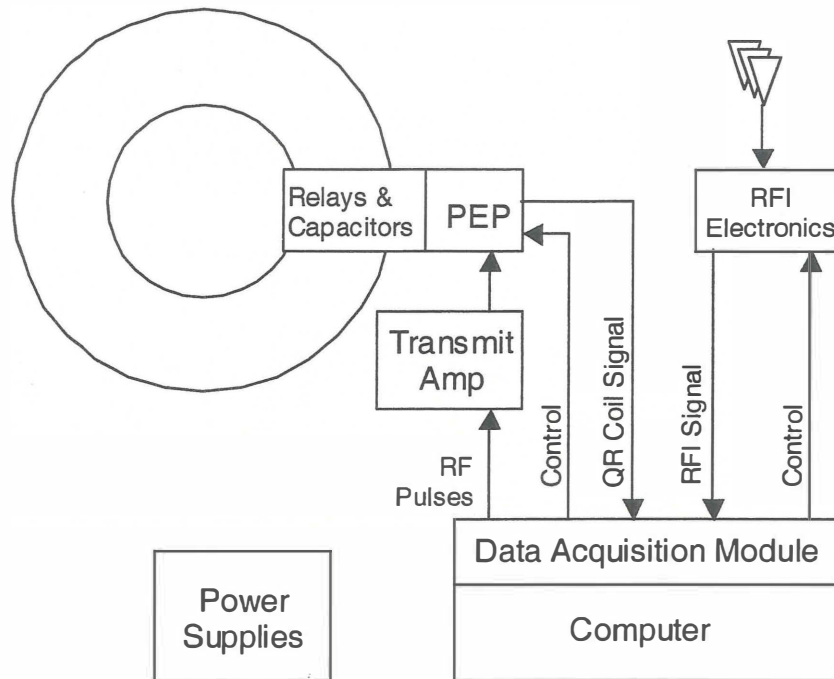 Relays &
Capacitors
PEP
RFI
Electronics
Transmit
Amp
RF
Pulses
Control
QR Coil Signal
RFI Signal
Control
Data Acquisition Module
Power
Supplies
Computer